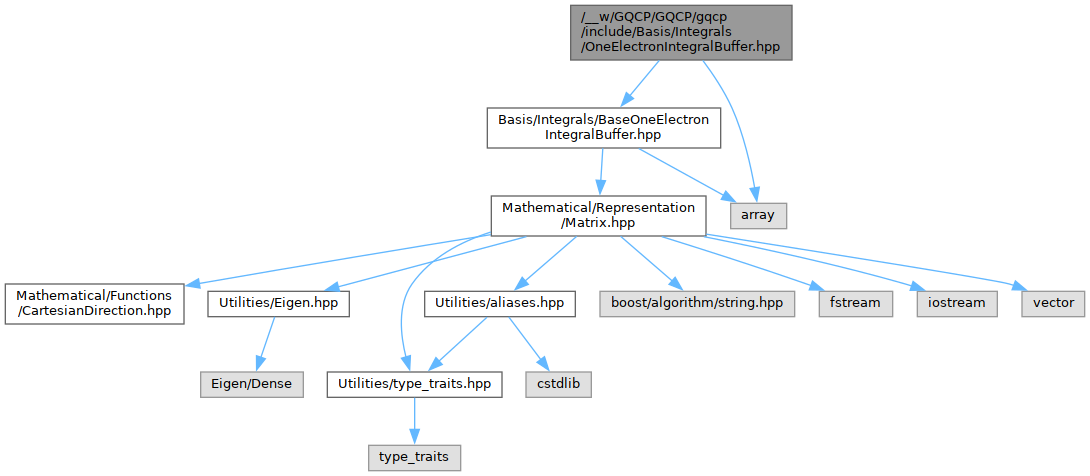 /__w/GQCP/GQCP/gqcp
/include/Basis/Integrals
/OneElectronIntegralBuffer.hpp
Basis/Integrals/BaseOneElectron
IntegralBuffer.hpp
Mathematical/Representation
/Matrix.hpp
array
Mathematical/Functions
/CartesianDirection.hpp
Utilities/Eigen.hpp
Utilities/aliases.hpp
boost/algorithm/string.hpp
fstream
iostream
vector
Eigen/Dense
Utilities/type_traits.hpp
cstdlib
type_traits